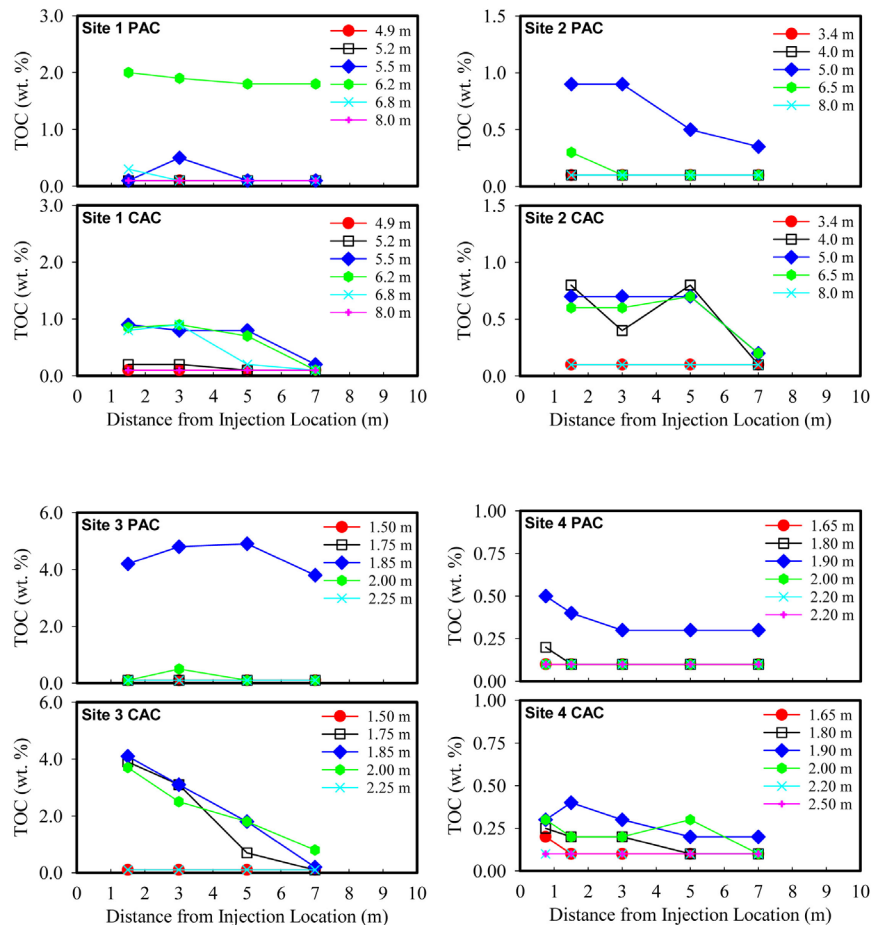 Site 1 PAC
TOC (wt. %)
3.0
2.0
1.0
0.0
4.9 m
5.2 m
5.5 m
6.2 m
6.8 m
8.0 m
Site 2 PAC
TOC (wt. %)
1.5
1.0
0.5
0.0
3.4 m
4.0 m
5.0 m
6.5 m
8.0 m
Site 1 CAC
TOC (wt. %)
3.0
2.0
1.0
0.0
4.9 m
5.2 m
5.5 m
6.2 m
6.8 m
8.0 m
0 1 2 3 4 5 6 7 8 9 10
Distance from Injection Location (m)
Site 2 CAC
TOC (wt. %)
1.5
1.0
0.5
0.0
3.4 m
4.0 m
5.0 m
6.5 m
8.0 m
0 1 2 3 4 5 6 7 8 9 10
Distance from Injection Location (m)
Site 3 PAC
TOC (wt. %)
6.0
4.0
2.0
0.0
1.50 m
1.75 m
1.85 m
2.00 m
2.25 m
Site 4 PAC
TOC (wt. %)
1.00
0.75
0.50
0.25
0.00
1.65 m
1.80 m
1.90 m
2.00 m
2.20 m
2.20 m
Site 3 CAC
TOC (wt. %)
6.0
4.0
2.0
0.0
1.50 m
1.75 m
1.85 m
2.00 m
2.25 m
0 1 2 3 4 5 6 7 8 9 10
Distance from Injection Location (m)
Site 4 CAC
TOC (wt. %)
1.00
0.75
0.50
0.25
0.00
1.65 m
1.80 m
1.90 m
2.00 m
2.20 m
2.50 m
0 1 2 3 4 5 6 7 8 9 10
Distance from Injection Location (m)